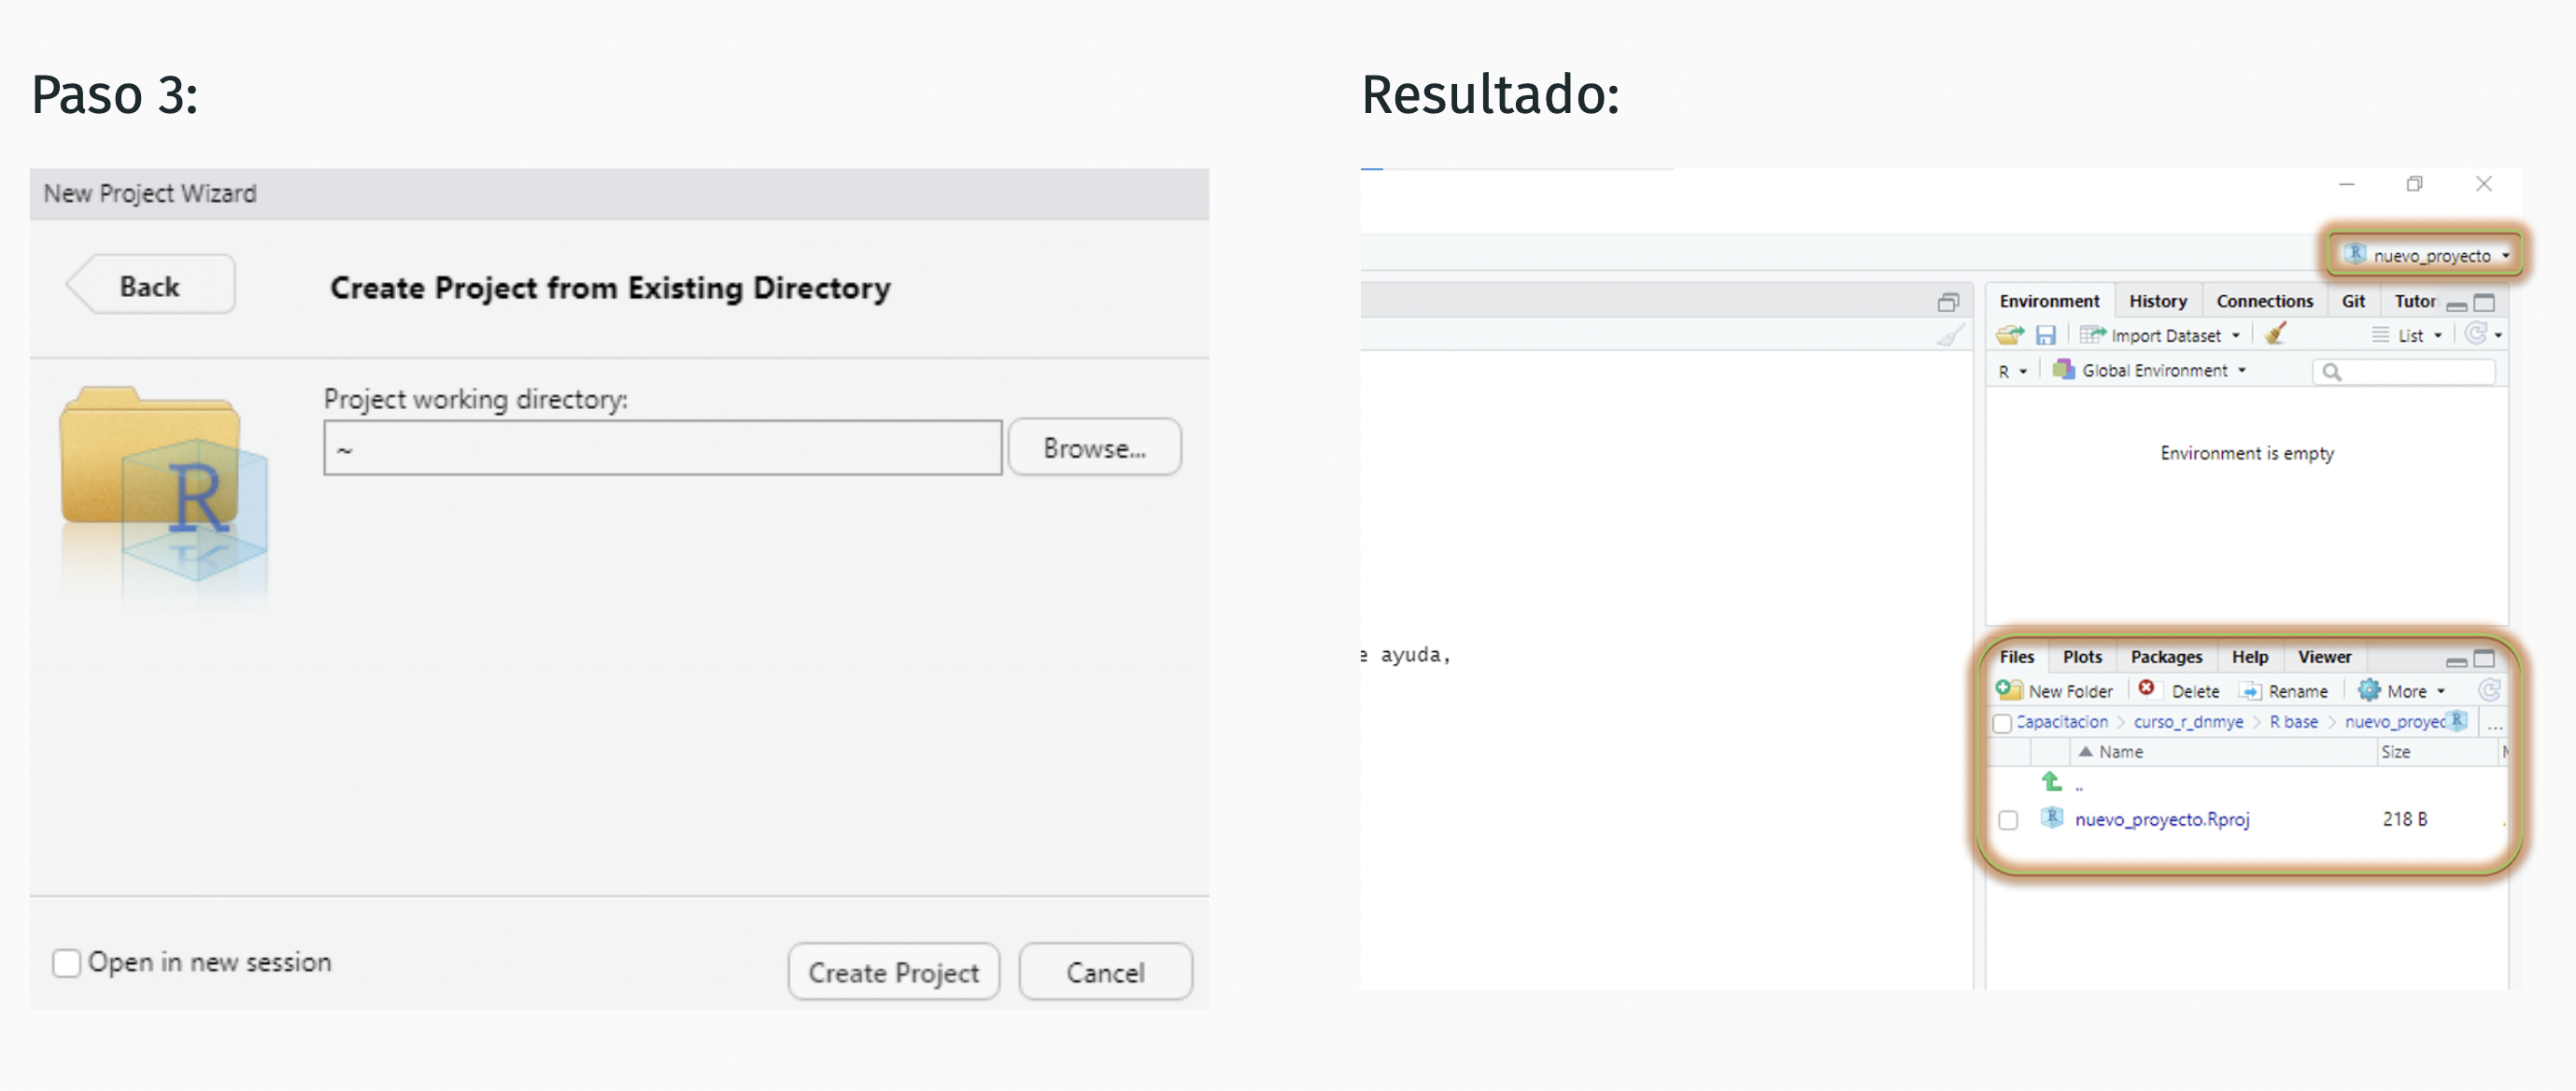 Paso 3:
New Project Wizard
Back
Create Project from Existing Directory
Project working directory:
~
Browse...
R
Open in new session
Create Project
Cancel
Resultado:
nuevo_proyecto
Environment History Connections Git Tutor
Import Dataset List
R Global Environment
Environment is empty
e ayuda,
Files Plots Packages Help Viewer
New Folder Delete Rename More
Capacitacion > curso_r_dnmye > R base > nuevo_proyec ...
Name Size
..
nuevo_proyecto.Rproj 218 B